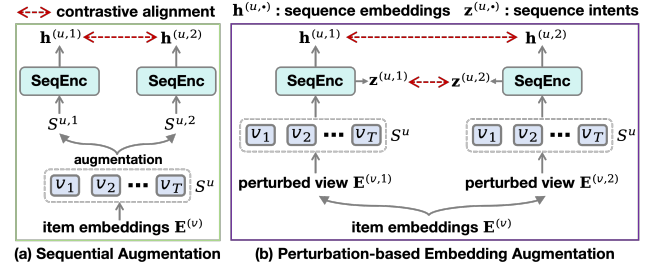 contrastive alignment h^(u,•) : sequence embeddings z^(u,•) : sequence intents
h^(u,1) h^(u,2)
SeqEnc SeqEnc
S^u,1 S^u,2
augmentation
v_1 v_2 ••• v_T S^u
item embeddings E^(v)
(a) Sequential Augmentation
h^(u,1) h^(u,2)
SeqEnc z^(u,1) z^(u,2) SeqEnc
v_1 v_2 ••• v_T S^u v_1 v_2 ••• v_T S^u
perturbed view E^(v,1) perturbed view E^(v,2)
item embeddings E^(v)
(b) Perturbation-based Embedding Augmentation